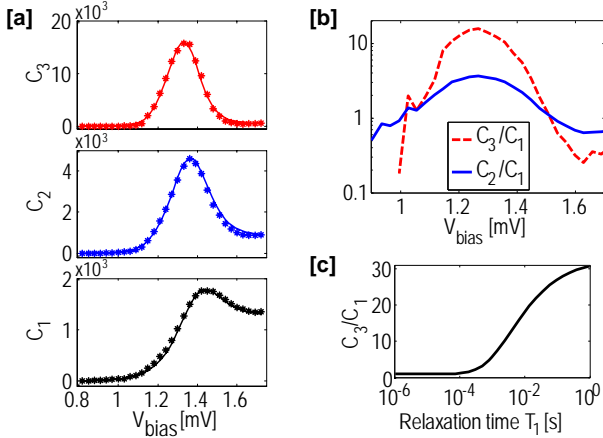 [a]
x10³
20
10
0
C₃
x10³
4
2
0
C₂
x10³
2
1
0
C₁
0.8 1 1.2 1.4 1.6
V_bias [mV]
[b]
10
1
0.1
C₃/C₁
C₂/C₁
1 1.2 1.4 1.6
V_bias [mV]
[c]
30
20
10
0
C₃/C₁
10⁻⁶ 10⁻⁴ 10⁻² 10⁰
Relaxation time T₁ [s]